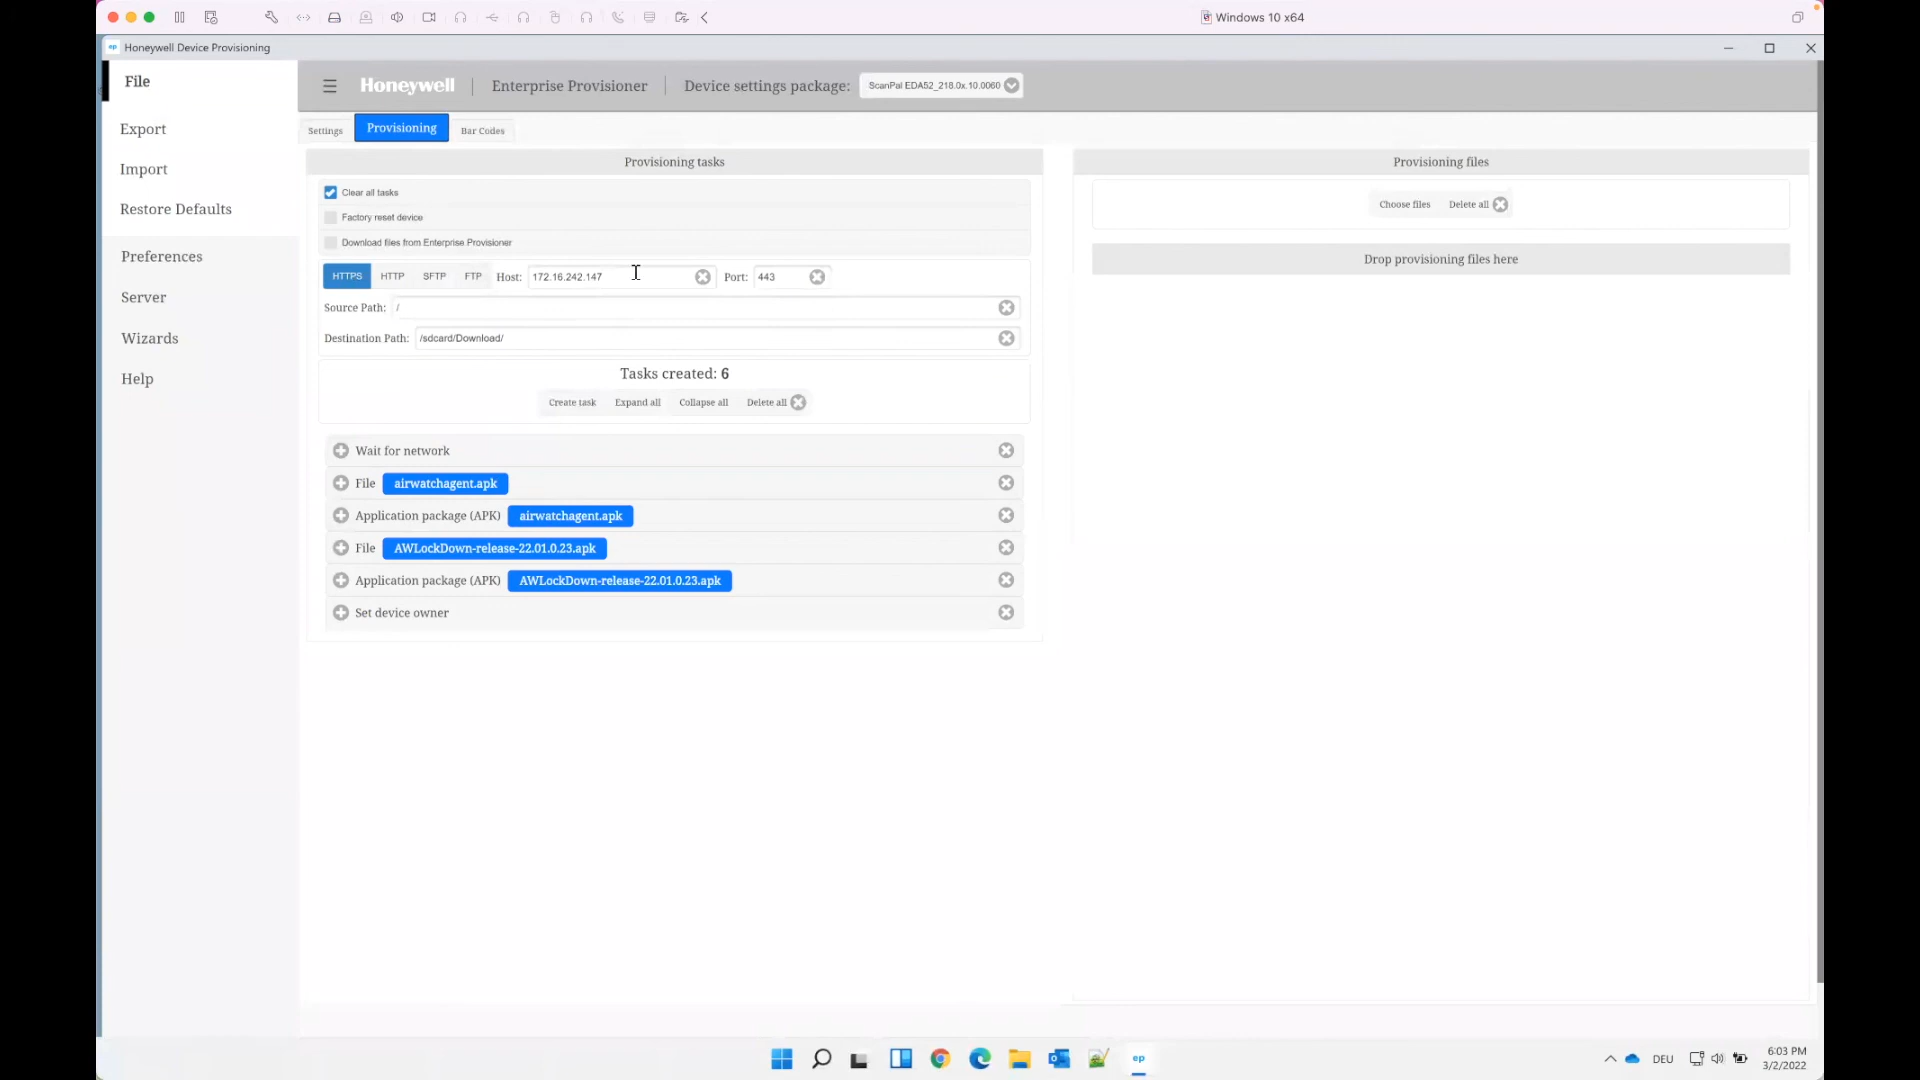 Windows 10 x64
ep Honeywell Device Provisioning
File
Export
Import
Restore Defaults
Preferences
Server
Wizards
Help
Honeywell Enterprise Provisioner Device settings package: ScanPal EDA52_218.0x.10.0060
Settings Provisioning Bar Codes
Provisioning tasks
Clear all tasks
Factory reset device
Download files from Enterprise Provisioner
HTTPS HTTP SFTP FTP Host: 172.16.242.147 Port: 443
Source Path: /
Destination Path: /sdcard/Download/
Tasks created: 6
Create task Expand all Collapse all Delete all
Wait for network
File airwatchagent.apk
Application package (APK) airwatchagent.apk
File AWLockDown-release-22.01.0.23.apk
Application package (APK) AWLockDown-release-22.01.0.23.apk
Set device owner
Provisioning files
Choose files Delete all
Drop provisioning files here
ep
DEU
6:03 PM
3/2/2022